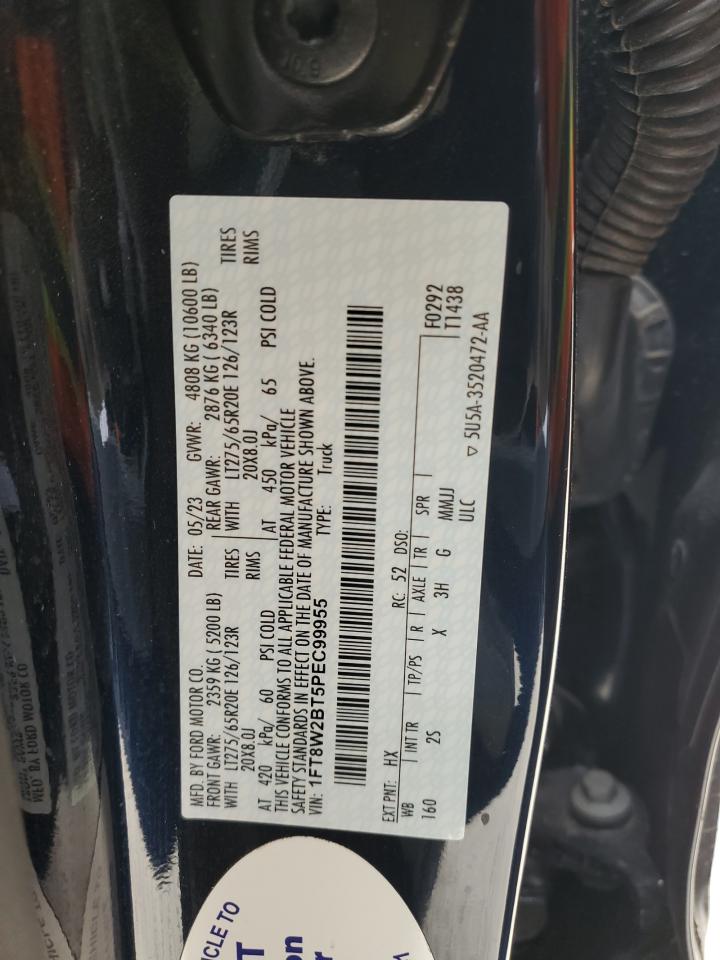 10.9
MFD. BY FORD MOTOR CO.
DATE: 05/23 GVWR: 4808 KG (10600 LB)
FRONT GAWR: 2359 KG ( 5200 LB) REAR GAWR: 2876 KG ( 6340 LB)
WITH LT275/65R20E 126/123R TIRES WITH LT275/65R20E 126/123R TIRES
20X8.0J RIMS 20X8.0J RIMS
AT 420 kPa/ 60 PSI COLD AT 450 kPa/ 65 PSI COLD
THIS VEHICLE CONFORMS TO ALL APPLICABLE FEDERAL MOTOR VEHICLE
SAFETY STANDARDS IN EFFECT ON THE DATE OF MANUFACTURE SHOWN ABOVE.
VIN: 1FT8W2BT5PEC99955 TYPE: Truck
EXT PNT: HX RC: 52 DSO:
WB INT TR TP/PS R AXLE TR SPR F0292
160 2S X 3H G MMJJ T1438
ULC ▽ 5U5A-3520472-AA